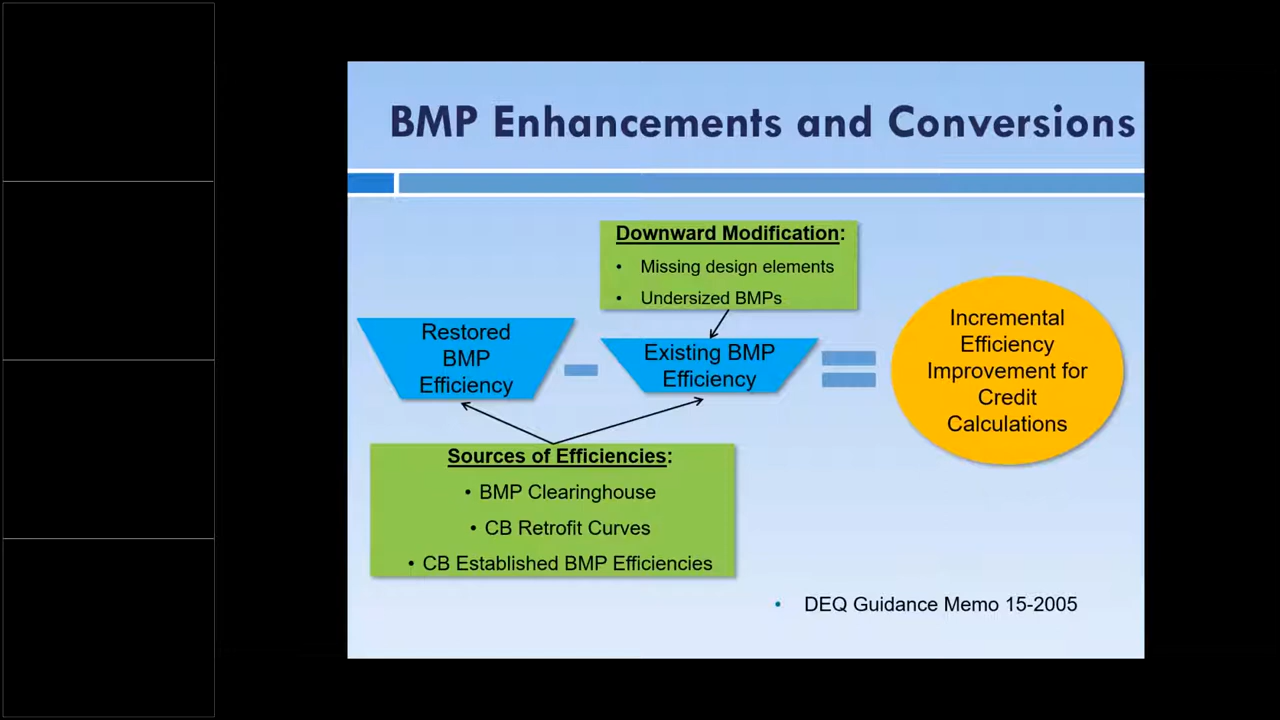 BMP Enhancements and Conversions
Downward Modification:
• Missing design elements
• Undersized BMPs
Restored
BMP
Efficiency
Existing BMP
Efficiency
Incremental
Efficiency
Improvement for
Credit
Calculations
Sources of Efficiencies:
• BMP Clearinghouse
• CB Retrofit Curves
• CB Established BMP Efficiencies
• DEQ Guidance Memo 15-2005